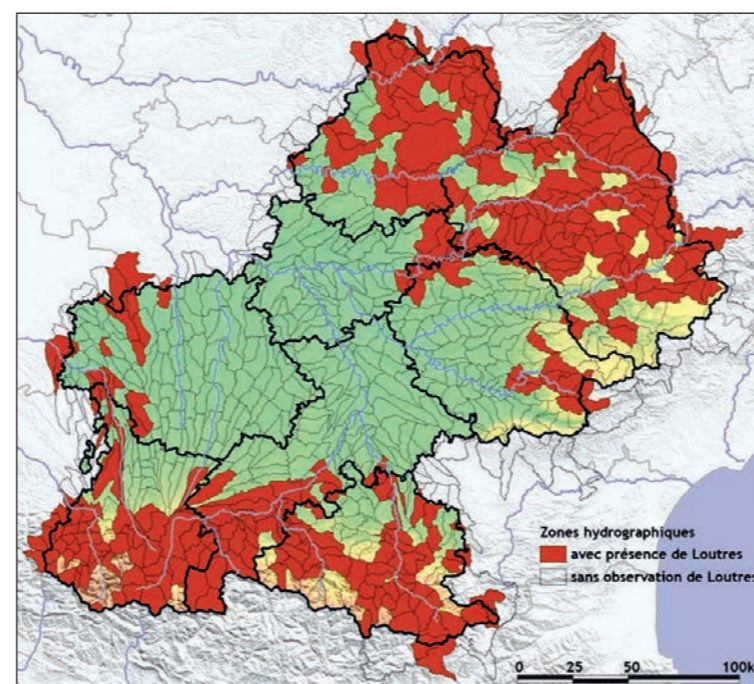 Zones hydrographiques
avec présence de Loutres
sans observation de Loutres
0 25 50 100k